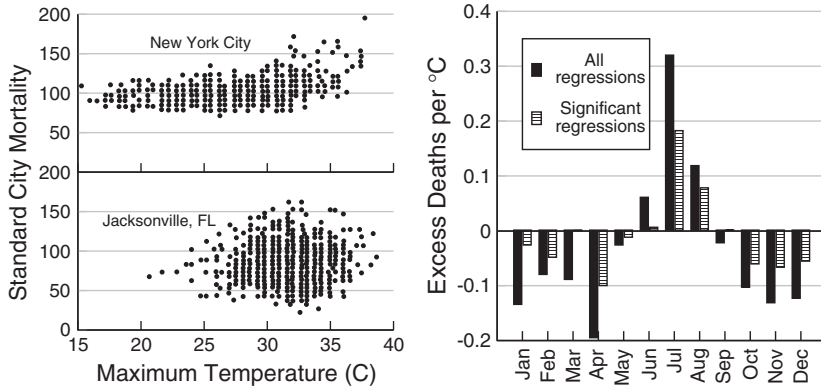 Standard City Mortality
200
150
100
50
New York City
200
150
100
50
0
Jacksonville, FL
15 20 25 30 35 40
Maximum Temperature (C)
Excess Deaths per °C
0.4
0.3
0.2
0.1
0
-0.1
-0.2
All
regressions
Significant
regressions
Jan Feb Mar Apr May Jun Jul Aug Sep Oct Nov Dec